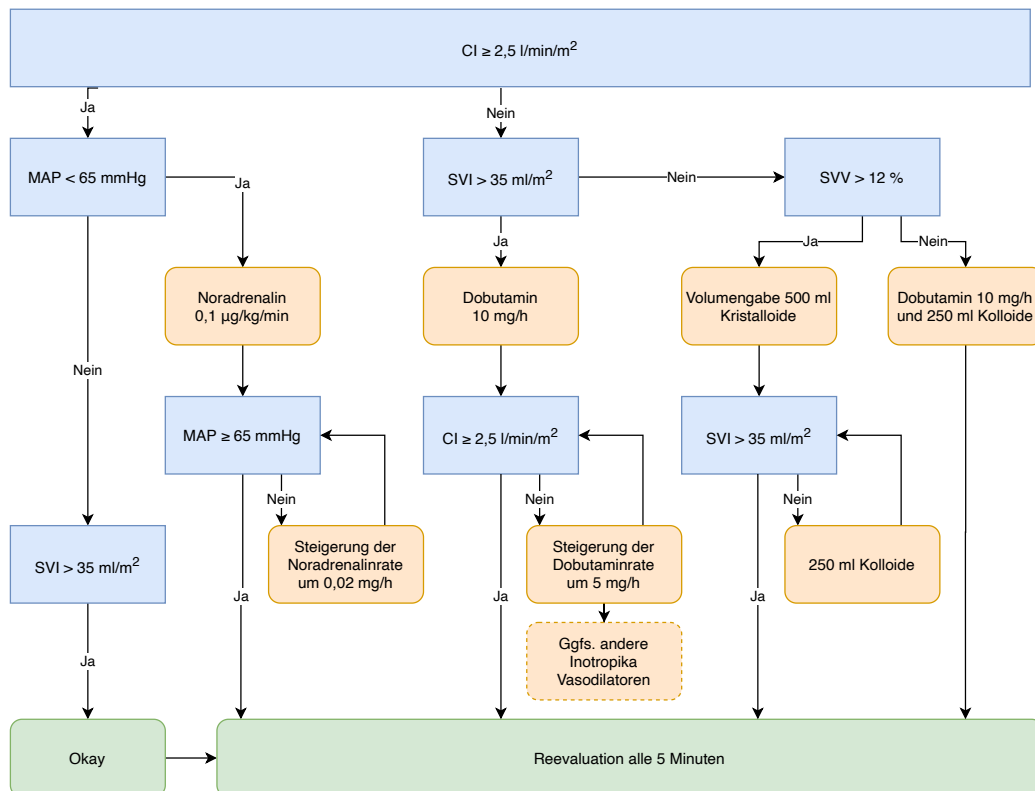 CI ≥ 2,5 l/min/m²
Ja
Nein
MAP < 65 mmHg
Ja
SVI > 35 ml/m²
Nein
SVV > 12 %
Ja
Ja
Nein
Noradrenalin
0,1 µg/kg/min
Dobutamin
10 mg/h
Volumengabe 500 ml
Kristalloide
Dobutamin 10 mg/h
und 250 ml Kolloide
Nein
MAP ≥ 65 mmHg
CI ≥ 2,5 l/min/m²
SVI > 35 ml/m²
Nein
Nein
Nein
SVI > 35 ml/m²
Steigerung der
Noradrenalinrate
um 0,02 mg/h
Steigerung der
Dobutaminrate
um 5 mg/h
250 ml Kolloide
Ja
Ja
Ja
Ja
Ggfs. andere
Inotropika
Vasodilatoren
Okay
Reevaluation alle 5 Minuten